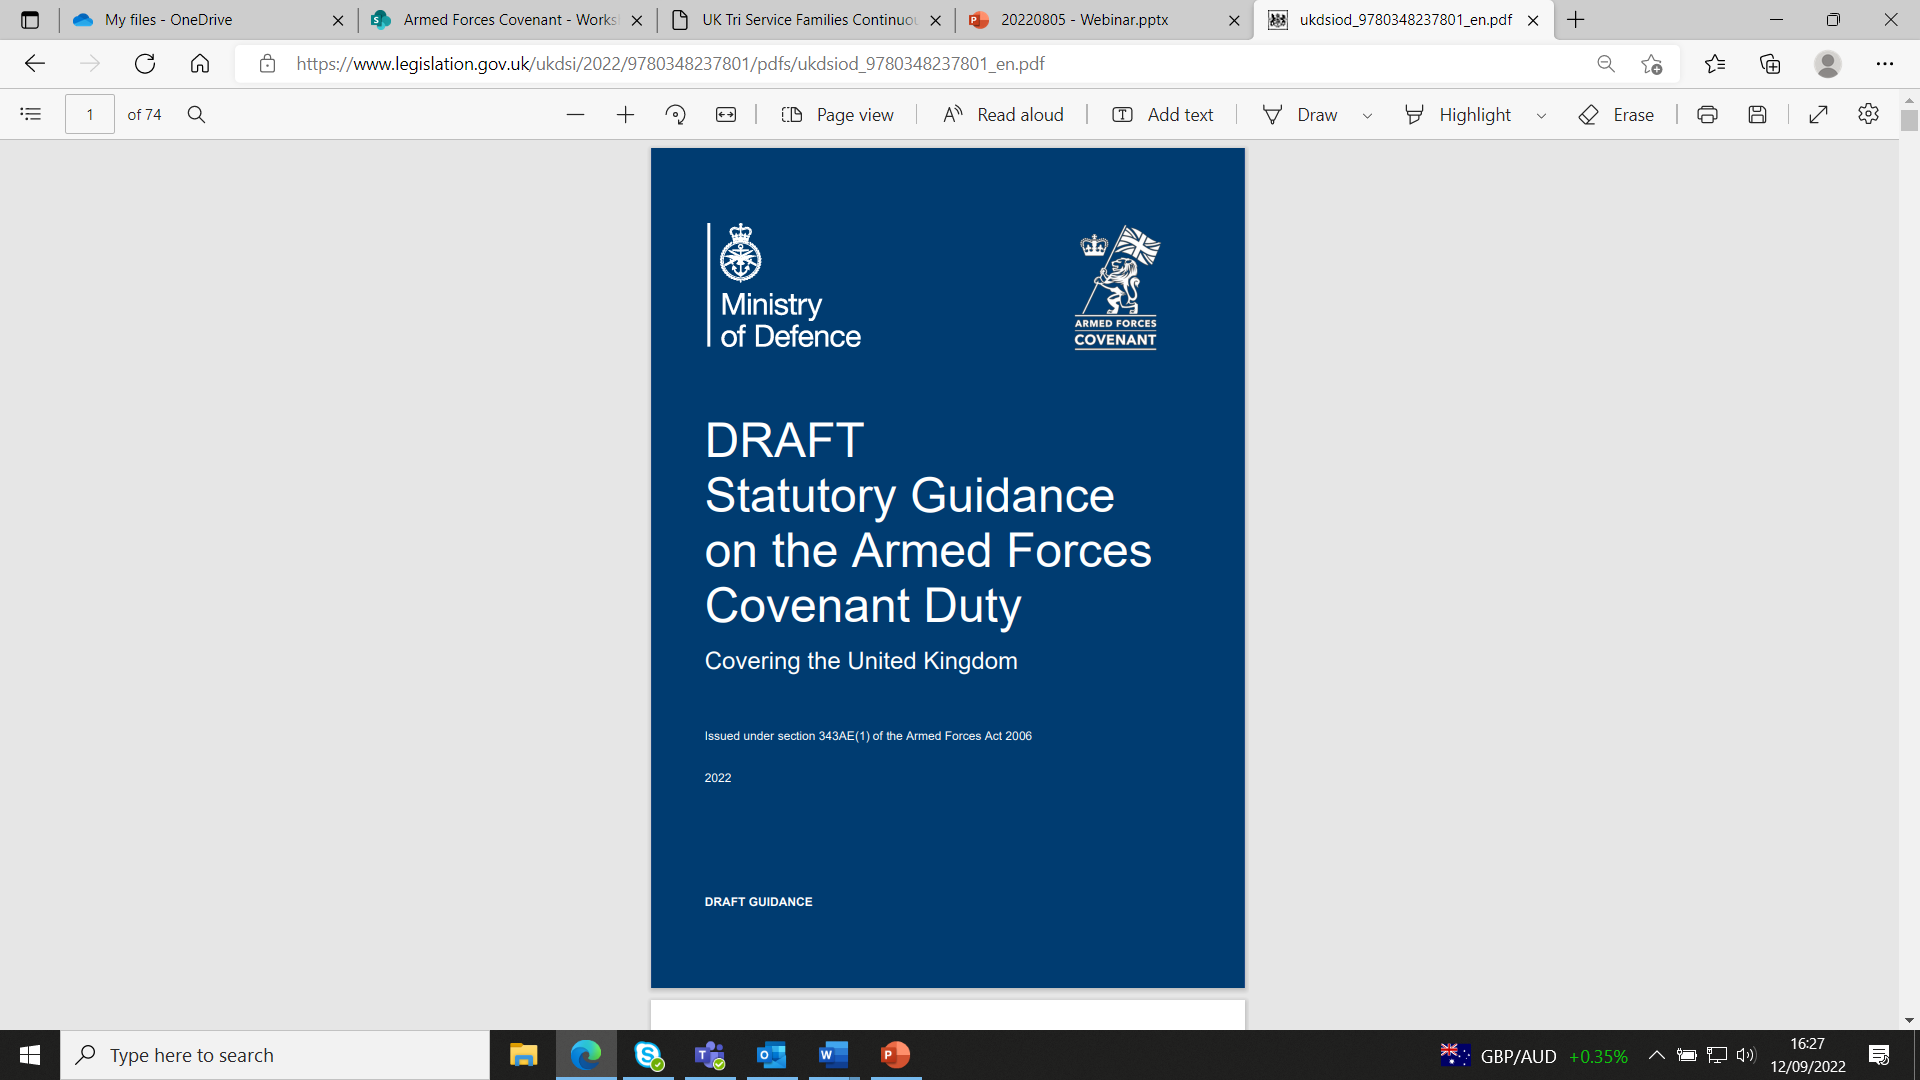 My files - OneDrive
Armed Forces Covenant - Works
UK Tri Service Families Continuou
20220805 - Webinar.pptx
ukdsiod_9780348237801_en.pdf
https://www.legislation.gov.uk/ukdsi/2022/9780348237801/pdfs/ukdsiod_9780348237801_en.pdf
1 of 74
Page view
Read aloud
Add text
Draw
Highlight
Erase
Ministry
of Defence
ARMED FORCES
COVENANT
DRAFT
Statutory Guidance
on the Armed Forces
Covenant Duty
Covering the United Kingdom
Issued under section 343AE(1) of the Armed Forces Act 2006
2022
DRAFT GUIDANCE
Type here to search
GBP/AUD +0.35%
16:27
12/09/2022